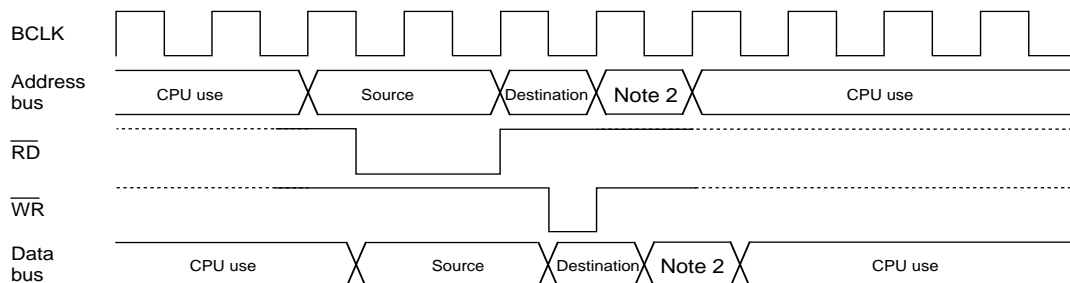 BCLK
Address bus
CPU use Source Destination Note 2 CPU use
RD
WR
Data bus
CPU use Source Destination Note 2 CPU use